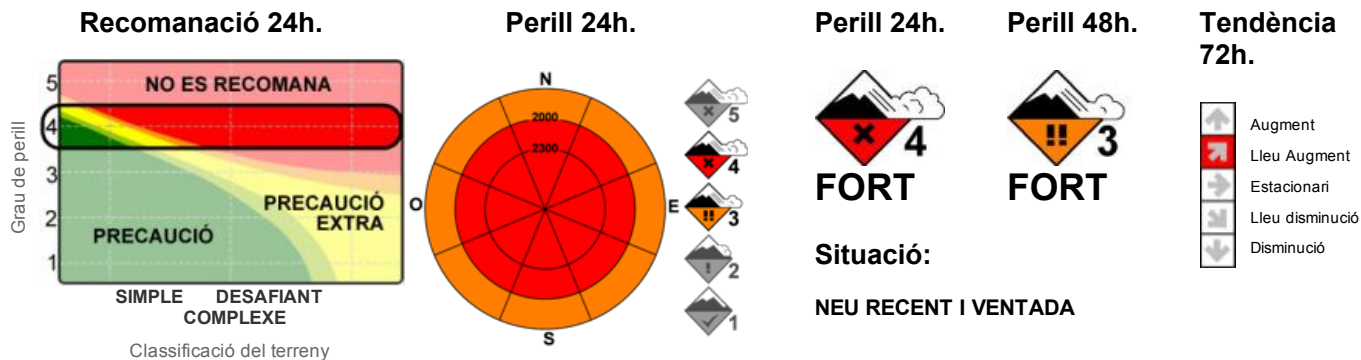 Recomanació 24h.
Perill 24h.
Perill 24h.
Perill 48h.
Tendència
72h.
Grau de perill
5
4
3
2
1
NO ES RECOMANA
PRECAUCIÓ
EXTRA
PRECAUCIÓ
SIMPLE DESAFIANT
COMPLEXE
Classificació del terreny
N
2000
2300
O
E
S
5
4
3
2
1
4
FORT
3
FORT
Situació:
NEU RECENT I VENTADA
Augment
Lleu Augment
Estacionari
Lleu disminució
Disminució